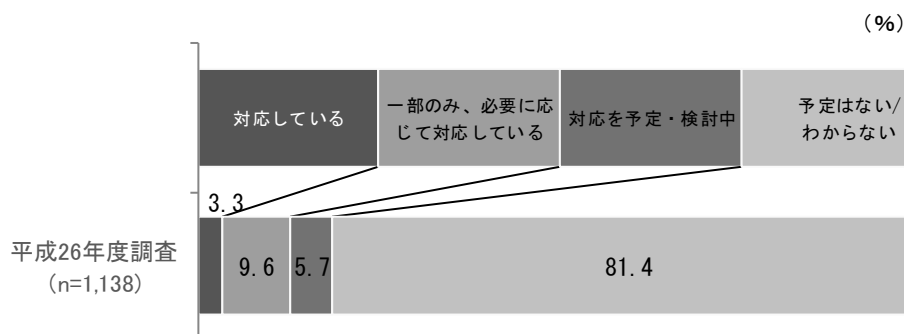 （%）
対応している
一部のみ、必要に応
じて対応している
対応を予定・検討中
予定はない/
わからない
3.3
平成26年度調査
（n=1,138）
9.6
5.7
81.4